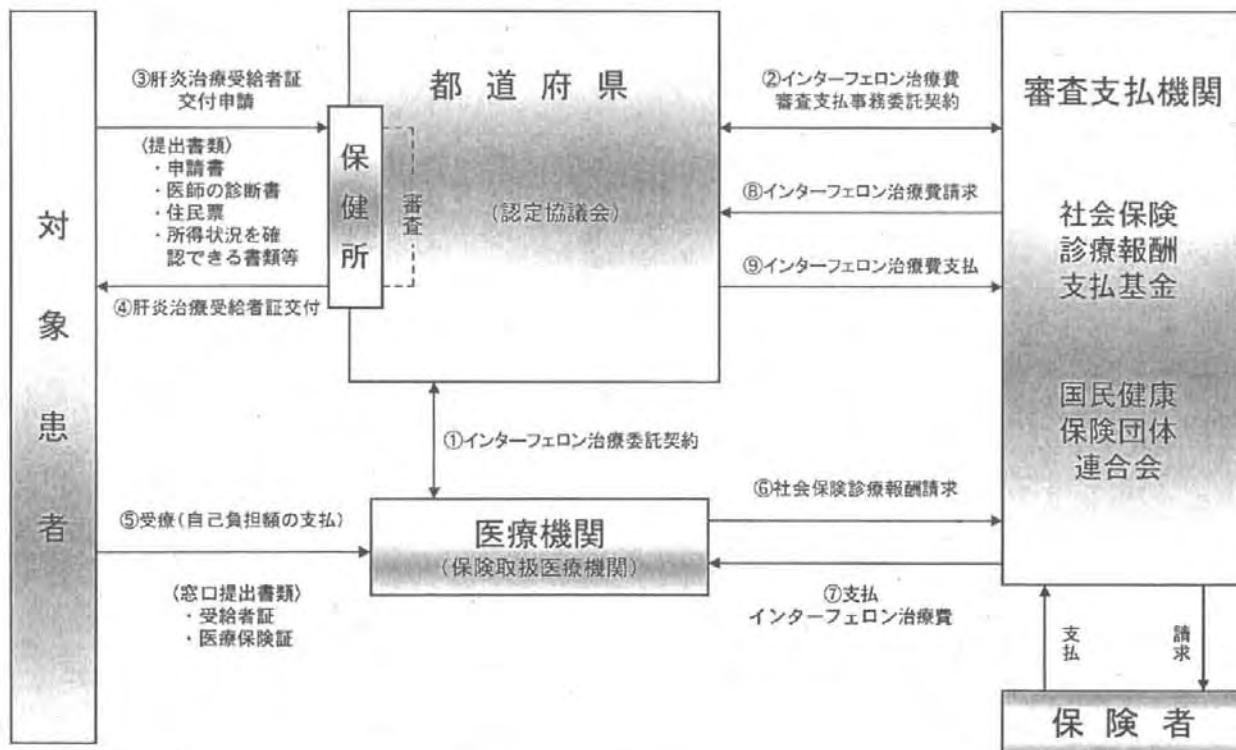 対象患者
③肝炎治療受給者証
交付申請
〈提出書類〉
・申請書
・医師の診断書
・住民票
・所得状況を確
認できる書類等
④肝炎治療受給者証交付
保健所
審査
都道府県
(認定協議会)
②インターフェロン治療費
審査支払事務委託契約
⑧インターフェロン治療費請求
⑨インターフェロン治療費支払
審査支払機関
社会保険
診療報酬
支払基金
国民健康
保険団体
連合会
①インターフェロン治療委託契約
⑤受療(自己負担額の支払)
〈窓口提出書類〉
・受給者証
・医療保険証
医療機関
(保険取扱医療機関)
⑥社会保険診療報酬請求
⑦支払
インターフェロン治療費
支払
請求
保険者